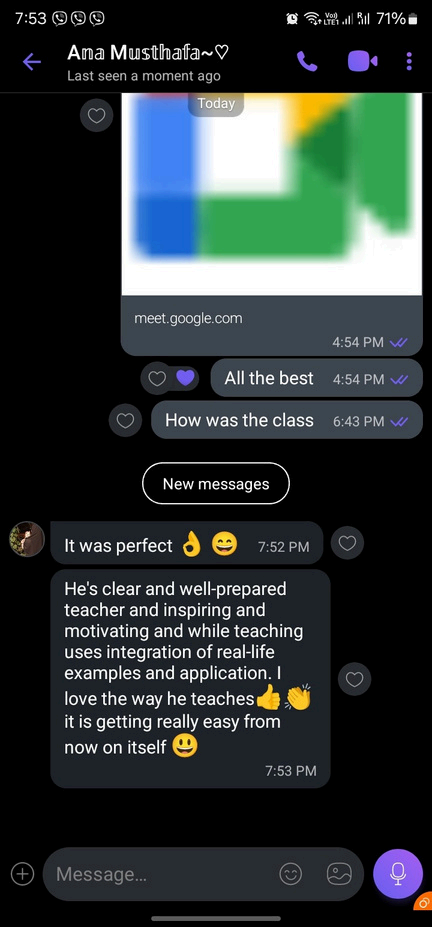 7:53
Vo))
LTE1
R
71%
Ana Musthafa~♡
Last seen a moment ago
Today
meet.google.com
4:54 PM
All the best 4:54 PM
How was the class 6:43 PM
New messages
It was perfect 👌 😄 7:52 PM
He's clear and well-prepared
teacher and inspiring and
motivating and while teaching
uses integration of real-life
examples and application. I
love the way he teaches👍👏
it is getting really easy from
now on itself 😃
7:53 PM
Message...